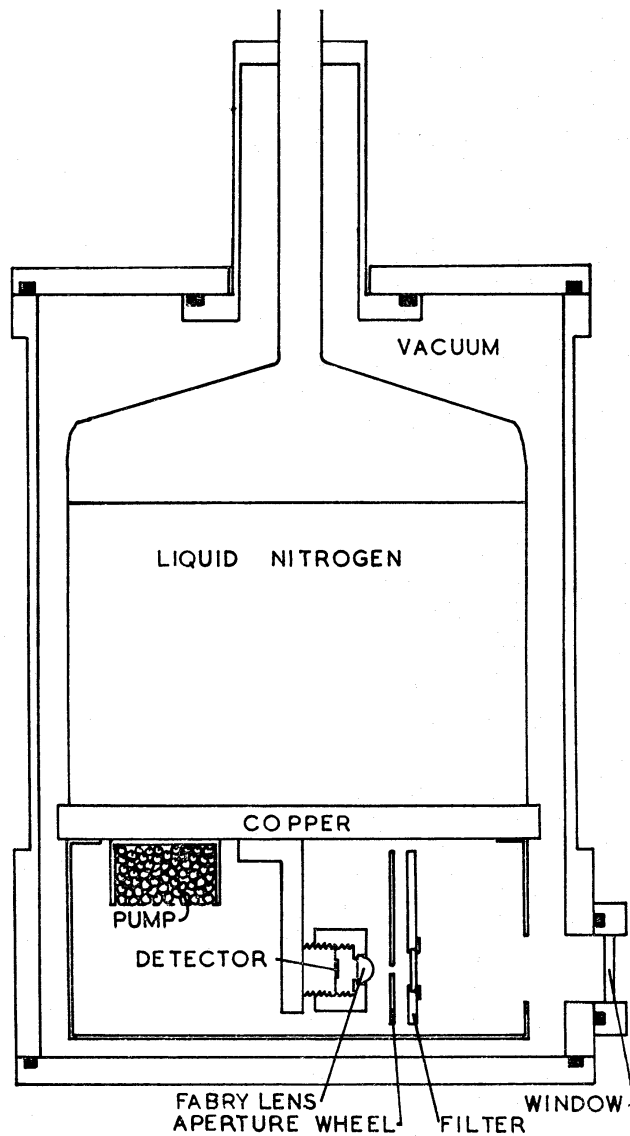 VACUUM
LIQUID NITROGEN
COPPER
PUMP
DETECTOR
FABRY LENS
APERTURE WHEEL
FILTER
WINDOW